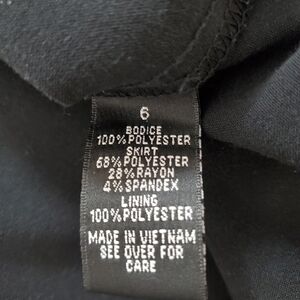 6
BODICE
100% POLYESTER
SKIRT
68% POLYESTER
28% RAYON
4% SPANDEX
LINING
100% POLYESTER
MADE IN VIETNAM
SEE OVER FOR
CARE